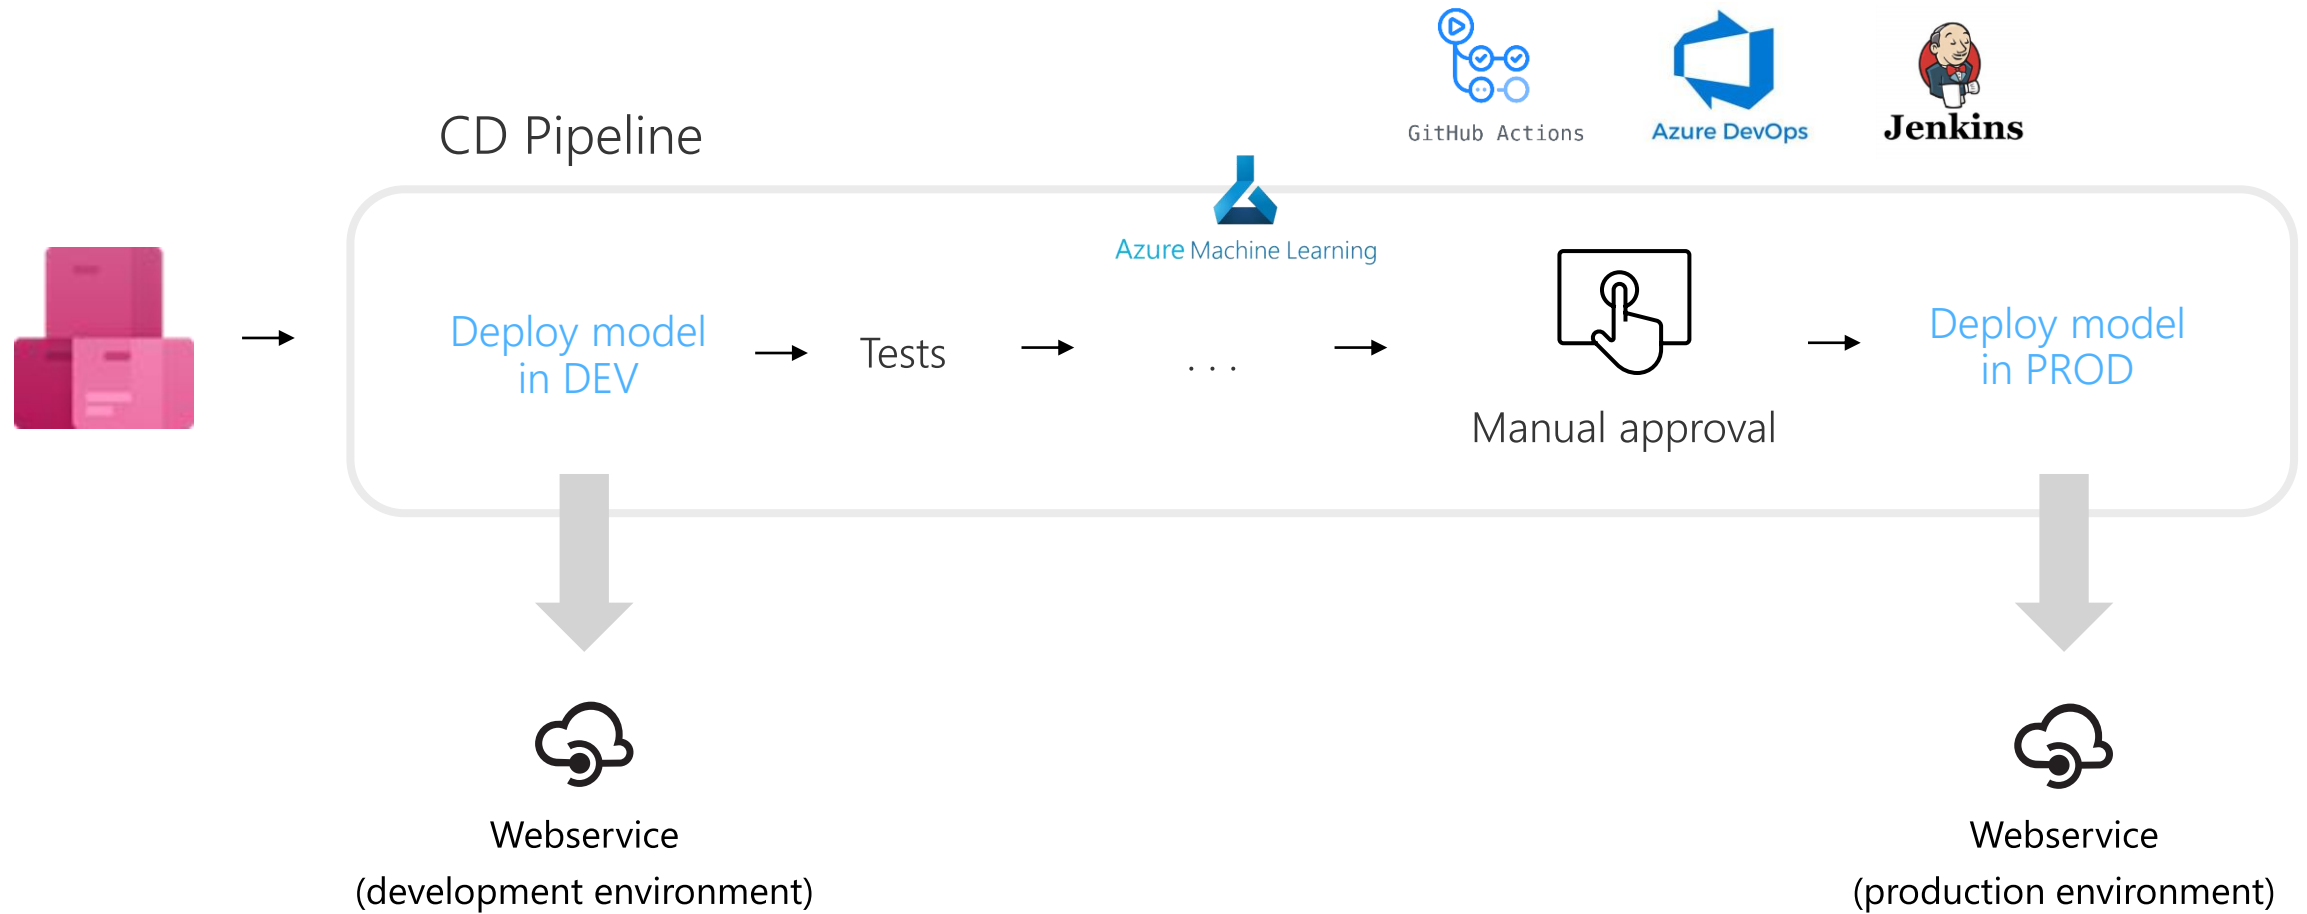 GitHub Actions
Azure DevOps
Jenkins
CD Pipeline
Azure Machine Learning
Deploy model
in DEV
Tests
. . .
Manual approval
Deploy model
in PROD
Webservice
(development environment)
Webservice
(production environment)